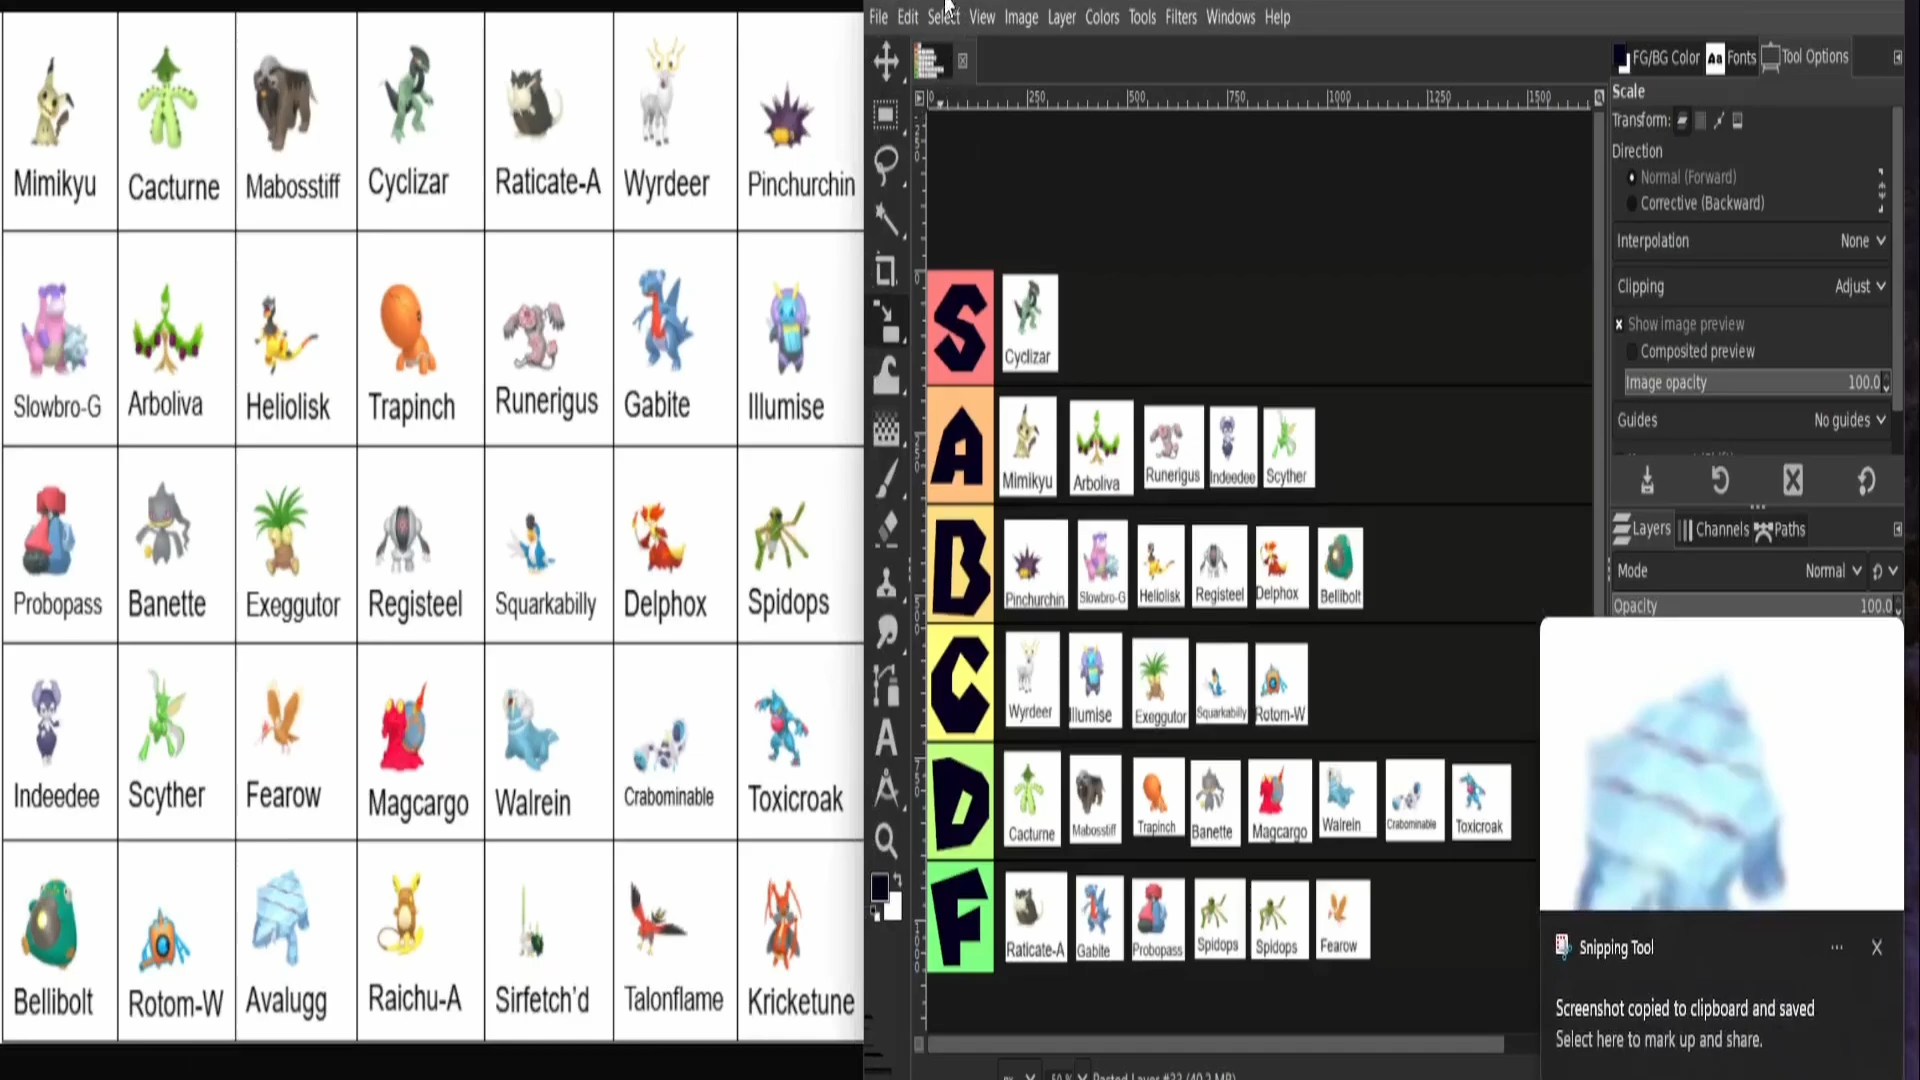 Mimikyu Cacturne Mabosstiff Cyclizar Raticate-A Wyrdeer Pinchurchin
Slowbro-G Arboliva Heliolisk Trapinch Runerigus Gabite Illumise
Probopass Banette Exeggutor Registeel Squarkabilly Delphox Spidops
Indeedee Scyther Fearow Magcargo Walrein Crabominable Toxicroak
Bellibolt Rotom-W Avalugg Raichu-A Sirfetch'd Talonflame Kricketune
File Edit Select View Image Layer Colors Tools Filters Windows Help
0 250 500 750 1000 1250 1500
S
Cyclizar
A
Mimikyu Arboliva Runerigus Indeedee Scyther
B
Pinchurchin Slowbro-G Heliolisk Registeel Delphox Bellibolt
C
Wyrdeer Illumise Exeggutor Squarkabilly Rotom-W
D
Cacturne Mabosstiff Trapinch Banette Magcargo Walrein Crabominable Toxicroak
F
Raticate-A Gabite Probopass Spidops Spidops Fearow
FG/BG Color Aa Fonts Tool Options
Scale
Transform:
Direction
Normal (Forward)
Corrective (Backward)
Interpolation None
Clipping Adjust
Show image preview
Composited preview
Image opacity 100.0
Guides No guides
Layers Channels Paths
Mode Normal
Opacity 100.0
Snipping Tool
Screenshot copied to clipboard and saved
Select here to mark up and share.